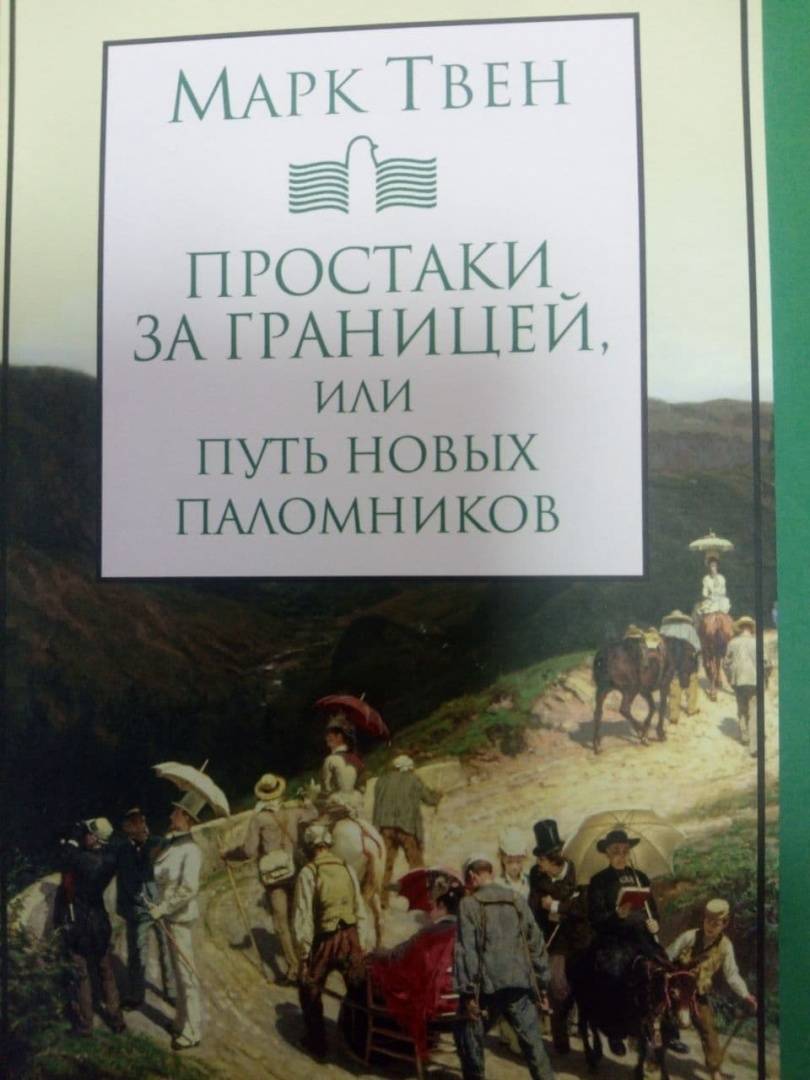 Марк Твен
ПРОСТАКИ
ЗА ГРАНИЦЕЙ,
ИЛИ
ПУТЬ НОВЫХ
ПАЛОМНИКОВ